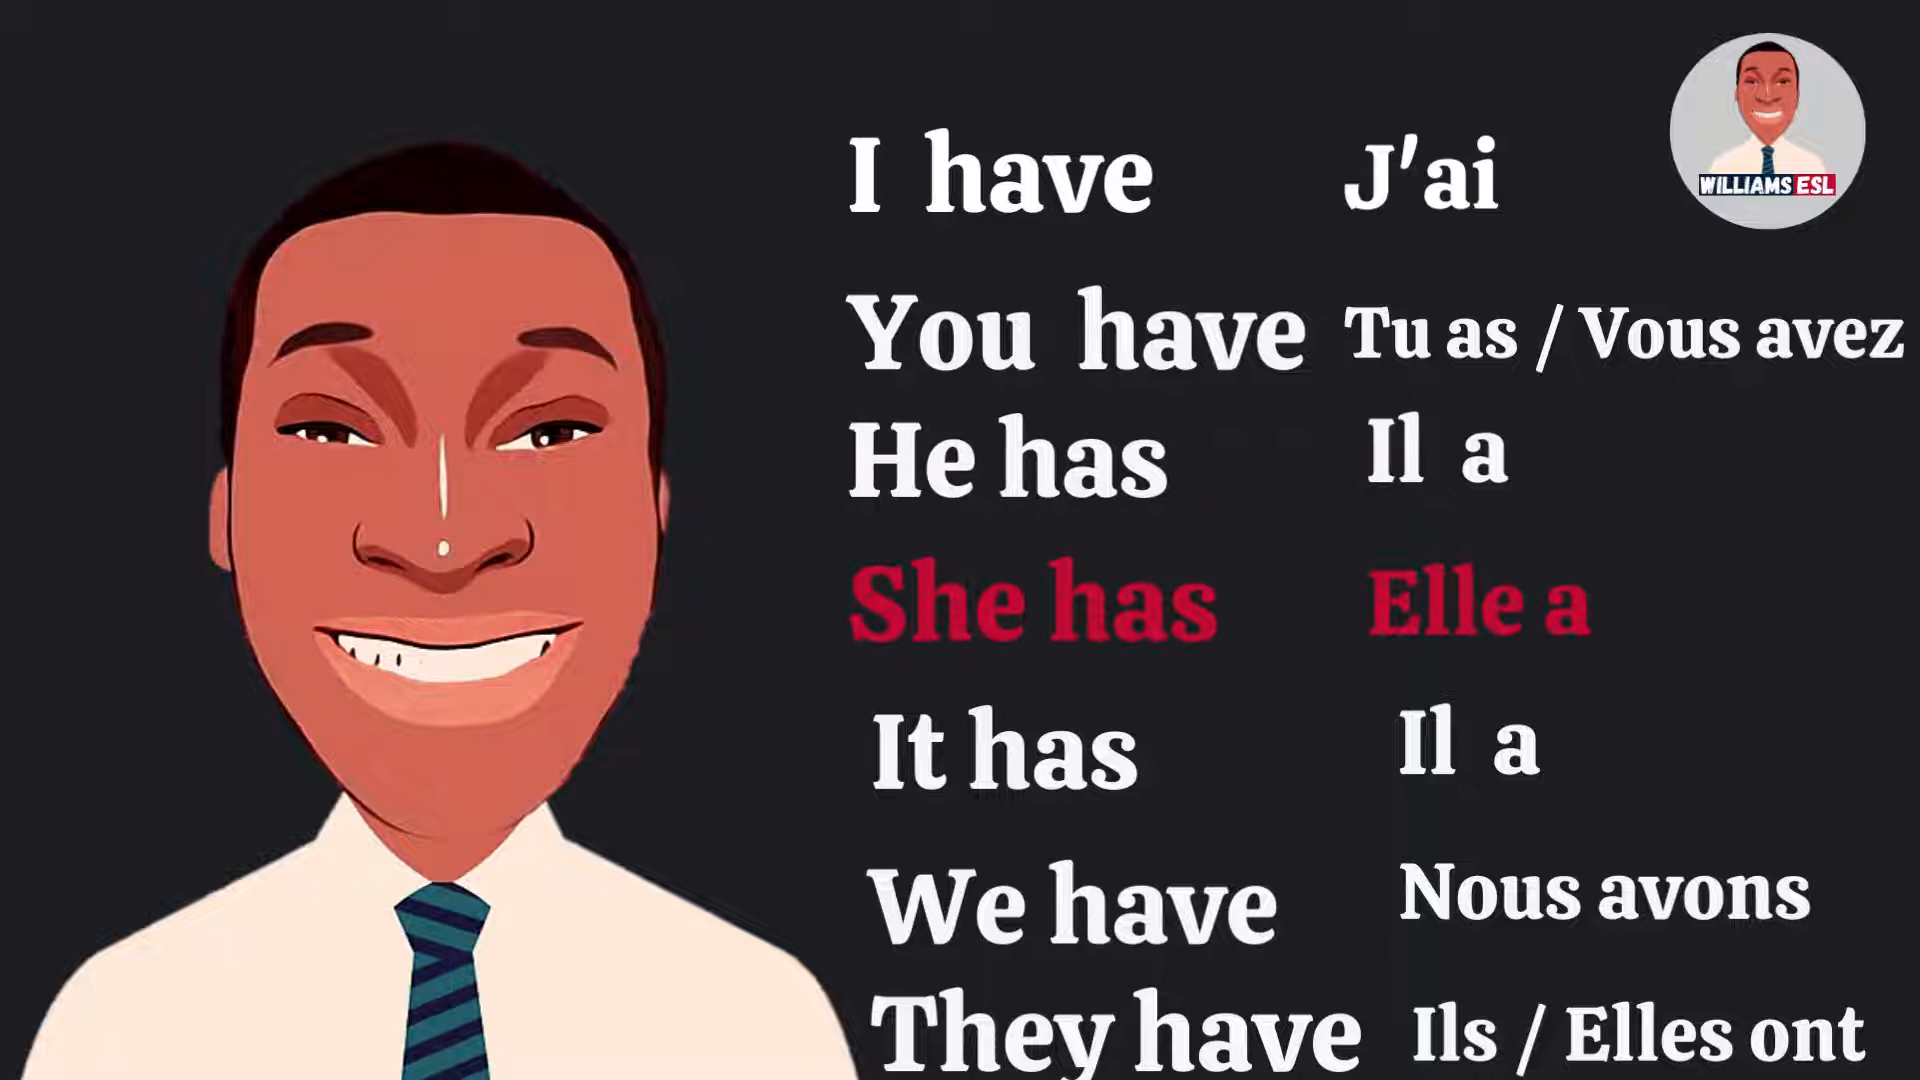 WILLIAMS ESL
I have J'ai
You have Tu as / Vous avez
He has Il a
She has Elle a
It has Il a
We have Nous avons
They have Ils / Elles ont